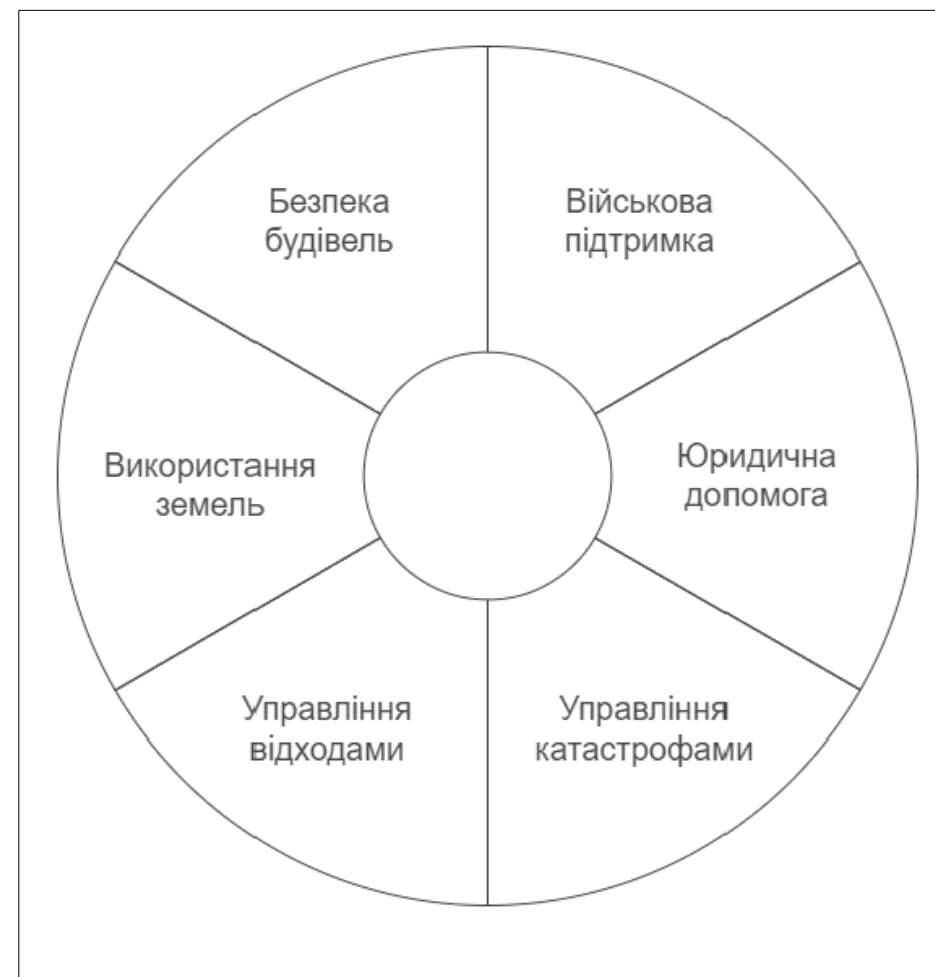 Безпека
будівель
Військова
підтримка
Використання
земель
Юридична
допомога
Управління
відходами
Управління
катастрофами